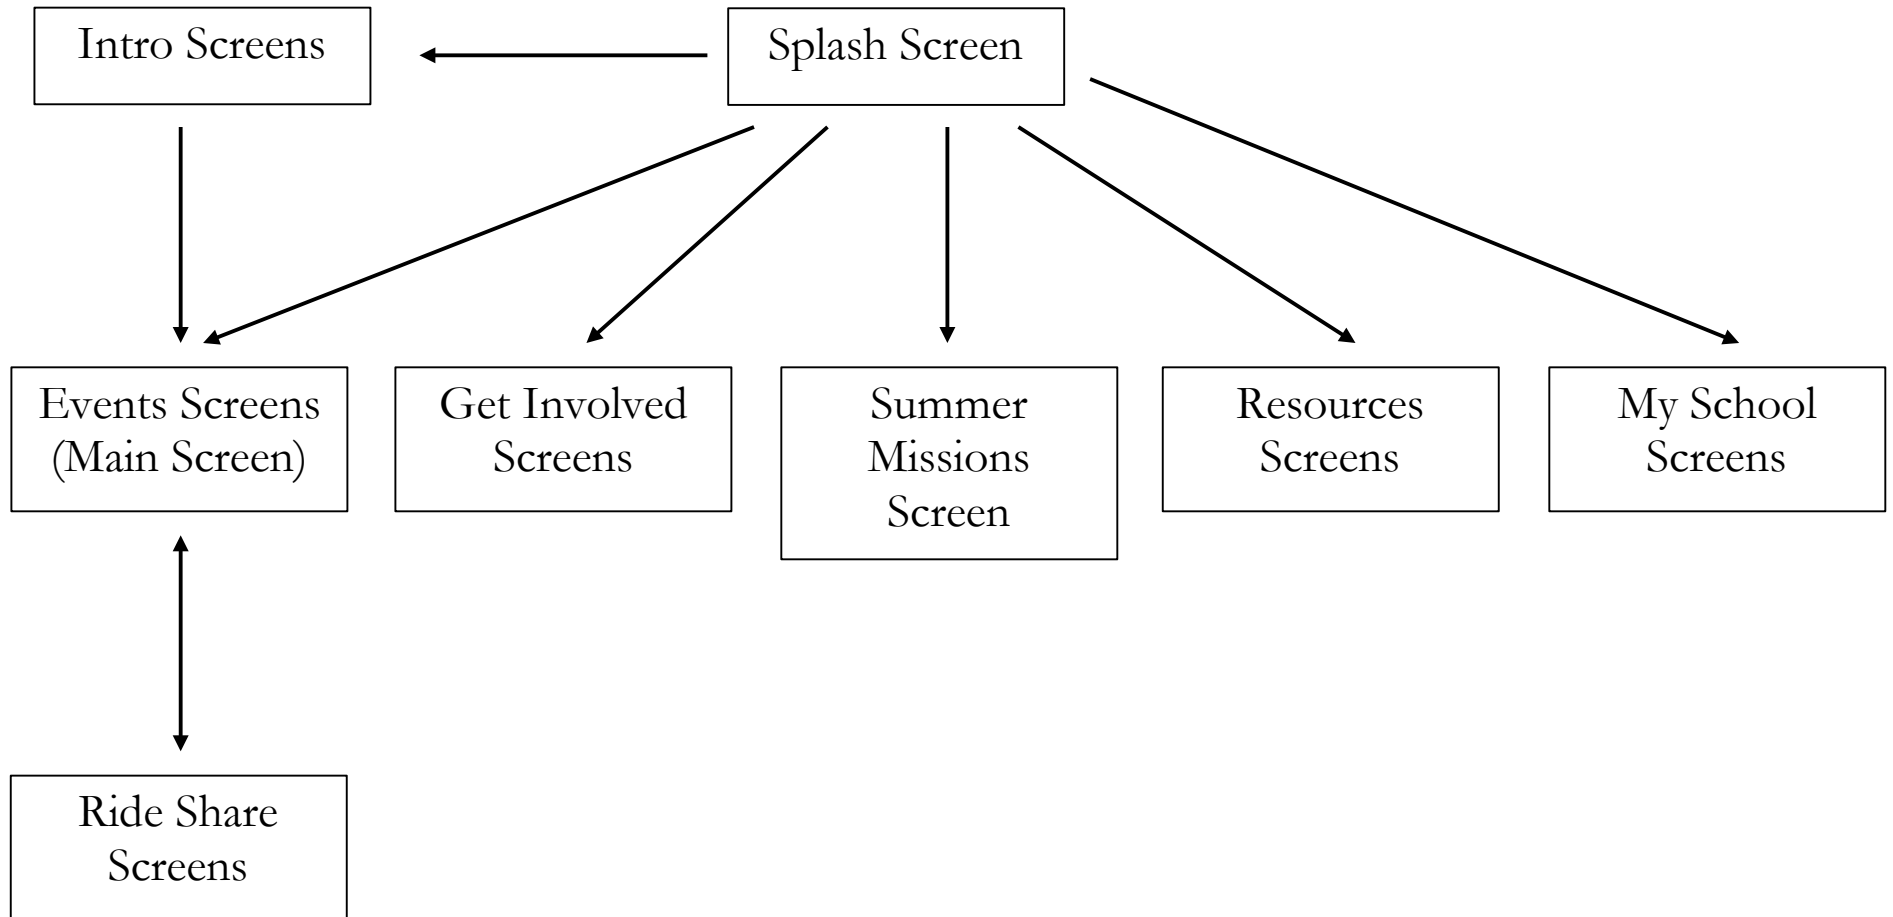 Intro Screens
Splash Screen
Events Screens
(Main Screen)
Get Involved
Screens
Summer
Missions
Screen
Resources
Screens
My School
Screens
Ride Share
Screens